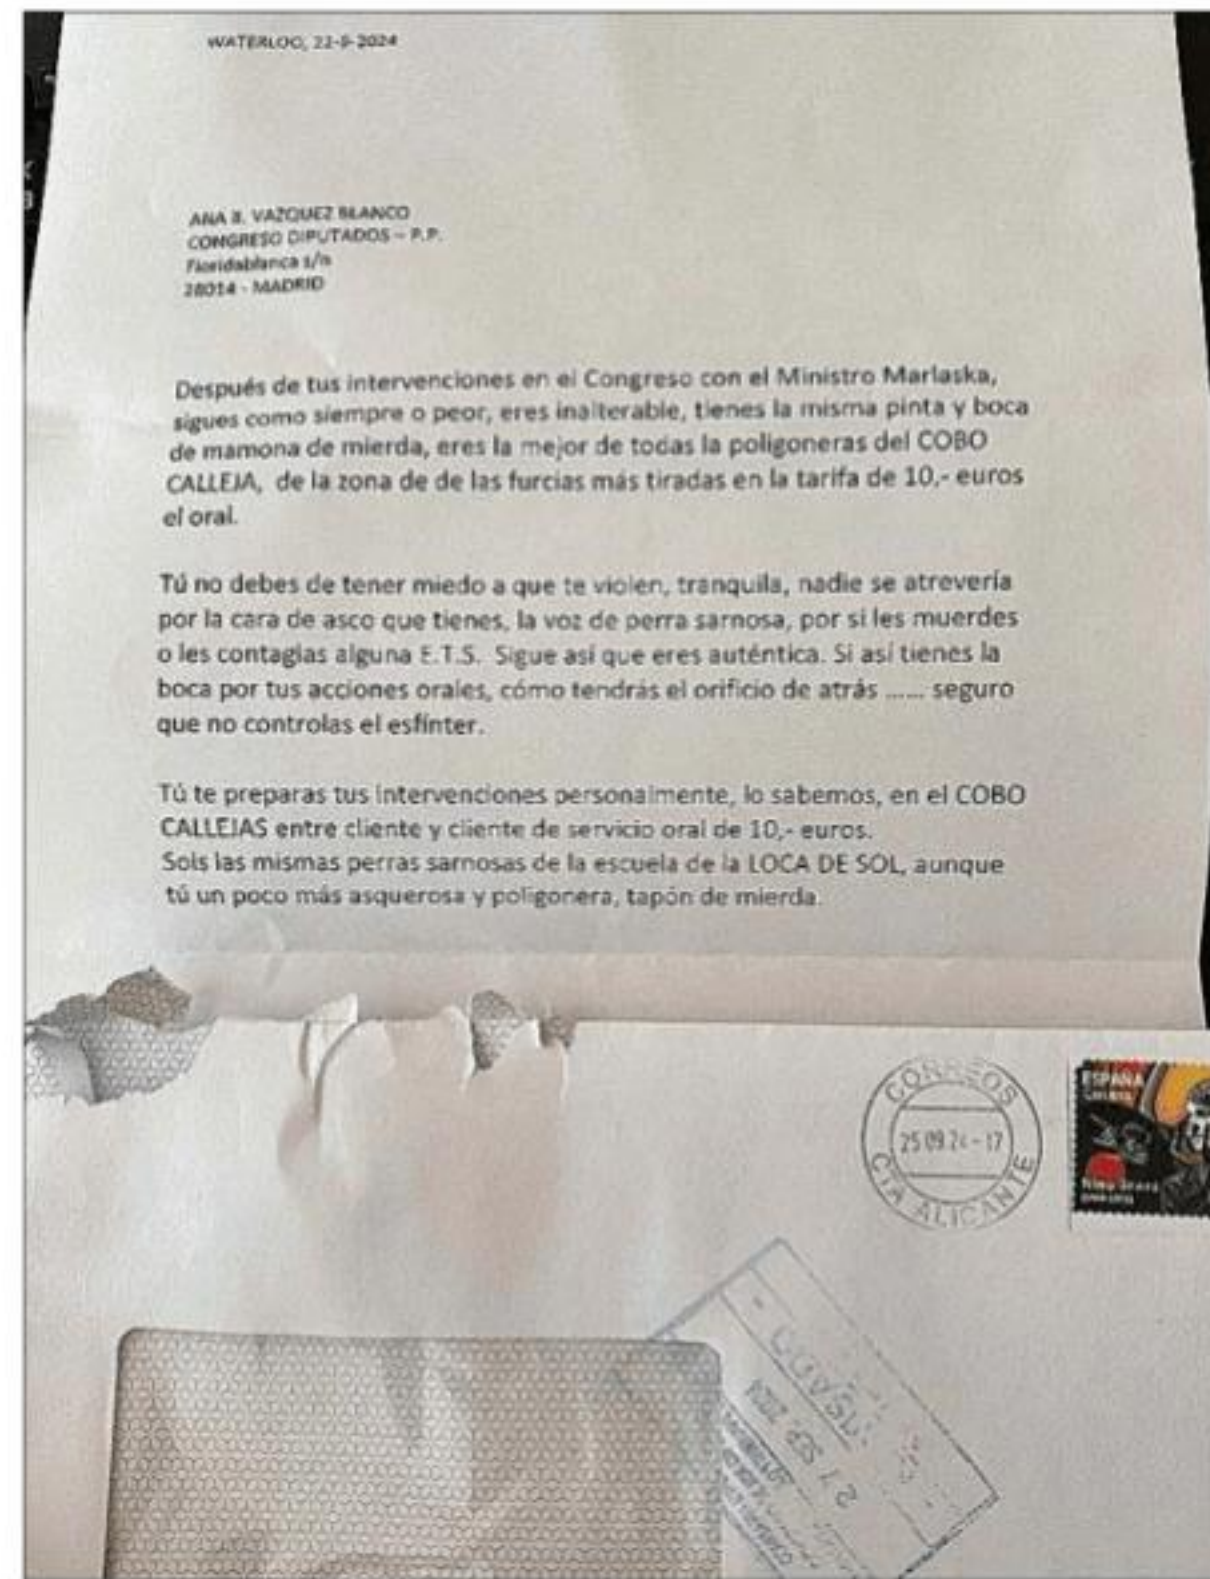 WATERLOO, 22-9-2024
ANA B. VAZQUEZ BLANCO
CONGRESO DIPUTADOS – P.P.
Floridablanca s/n
28014 - MADRID
Después de tus intervenciones en el Congreso con el Ministro Marlaska,
sigues como siempre o peor, eres inalterable, tienes la misma pinta y boca
de mamona de mierda, eres la mejor de todas la poligoneras del COBO
CALLEJA, de la zona de de las furcias más tiradas en la tarifa de 10,- euros
el oral.
Tú no debes de tener miedo a que te violen, tranquila, nadie se atrevería
por la cara de asco que tienes, la voz de perra sarnosa, por si les muerdes
o les contagias alguna E.T.S. Sigue así que eres auténtica. Si así tienes la
boca por tus acciones orales, cómo tendrás el orificio de atrás ...... seguro
que no controlas el esfínter.
Tú te preparas tus intervenciones personalmente, lo sabemos, en el COBO
CALLEJAS entre cliente y cliente de servicio oral de 10,- euros.
Sois las mismas perras sarnosas de la escuela de la LOCA DE SOL, aunque
tú un poco más asquerosa y poligonera, tapón de mierda.
CORREOS
25 09.24 - 17
CTA ALICANTE
ESPAÑA
27 SEP 2024